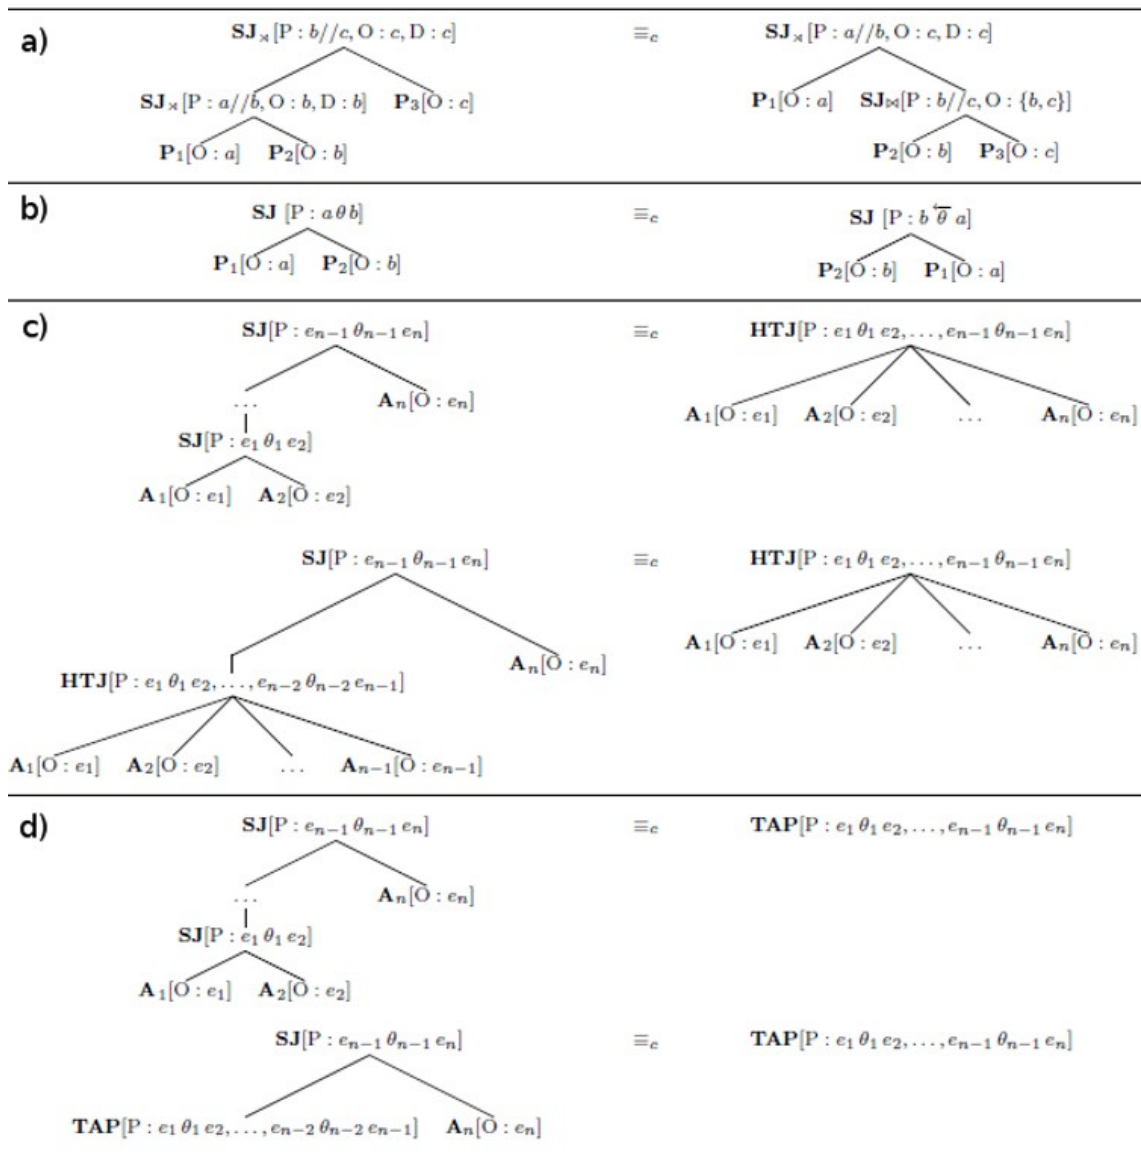 a) SJ⋊[P : b//c, O : c, D : c] ≡c SJ⋊[P : a//b, O : c, D : c]
SJ⋊[P : a//b, O : b, D : b] P3[O : c] P1[O : a] SJ⋈[P : b//c, O : {b, c}]
P1[O : a] P2[O : b] P2[O : b] P3[O : c]
b) SJ [P : a θ b] ≡c SJ [P : b θ⃖ a]
P1[O : a] P2[O : b] P2[O : b] P1[O : a]
c) SJ[P : en−1 θn−1 en] ≡c HTJ[P : e1 θ1 e2, . . . , en−1 θn−1 en]
. . . An[O : en] A1[O : e1] A2[O : e2] . . . An[O : en]
SJ[P : e1 θ1 e2]
A1[O : e1] A2[O : e2]
SJ[P : en−1 θn−1 en] ≡c HTJ[P : e1 θ1 e2, . . . , en−1 θn−1 en]
An[O : en] A1[O : e1] A2[O : e2] . . . An[O : en]
HTJ[P : e1 θ1 e2, . . . , en−2 θn−2 en−1]
A1[O : e1] A2[O : e2] . . . An−1[O : en−1]
d) SJ[P : en−1 θn−1 en] ≡c TAP[P : e1 θ1 e2, . . . , en−1 θn−1 en]
. . . An[O : en]
SJ[P : e1 θ1 e2]
A1[O : e1] A2[O : e2]
SJ[P : en−1 θn−1 en] ≡c TAP[P : e1 θ1 e2, . . . , en−1 θn−1 en]
TAP[P : e1 θ1 e2, . . . , en−2 θn−2 en−1] An[O : en]